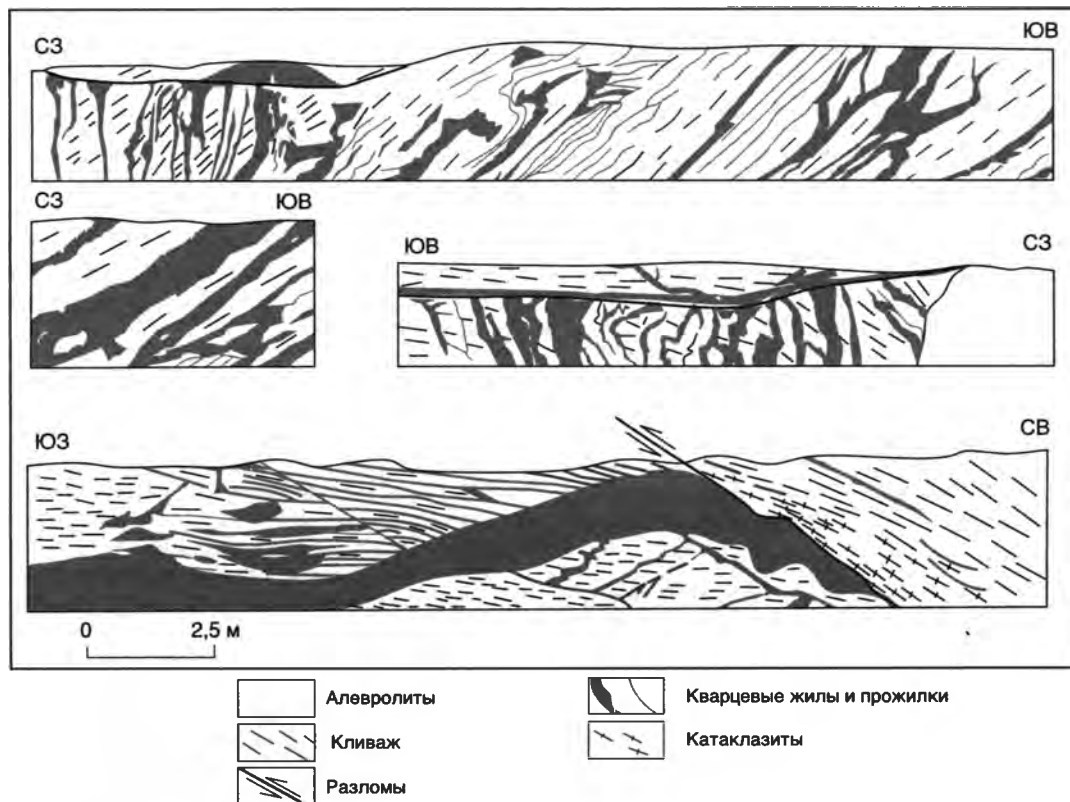 СЗ ЮВ
СЗ ЮВ
ЮВ СЗ
ЮЗ СВ
0 2,5 м
Алевролиты
Кливаж
Разломы
Кварцевые жилы и прожилки
Катаклазиты